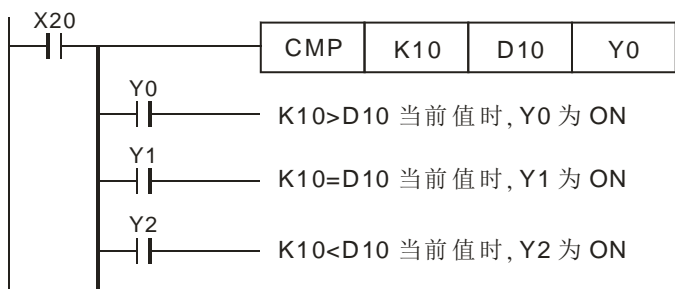 X20
CMP K10 D10 Y0
Y0
K10>D10 当前值时, Y0 为 ON
Y1
K10=D10 当前值时, Y1 为 ON
Y2
K10<D10 当前值时, Y2 为 ON